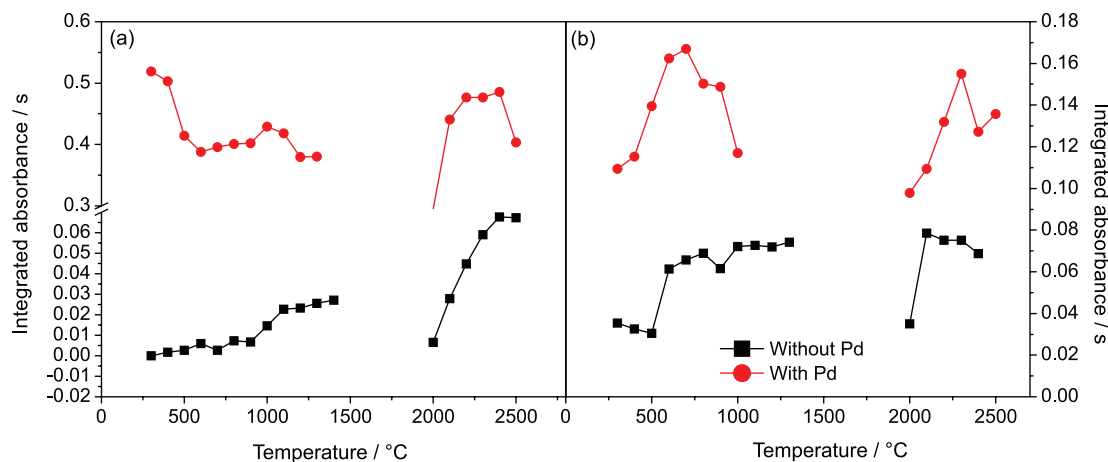 (a)
(b)
0.6
0.5
0.4
0.3
0.06
0.05
0.04
0.03
0.02
0.01
0.00
-0.01
-0.02
Integrated absorbance / s
0 500 1000 1500 2000 2500
Temperature / °C
Without Pd
With Pd
0 500 1000 1500 2000 2500
Temperature / °C
0.18
0.16
0.14
0.12
0.10
0.08
0.06
0.04
0.02
0.00
Integrated absorbance / s